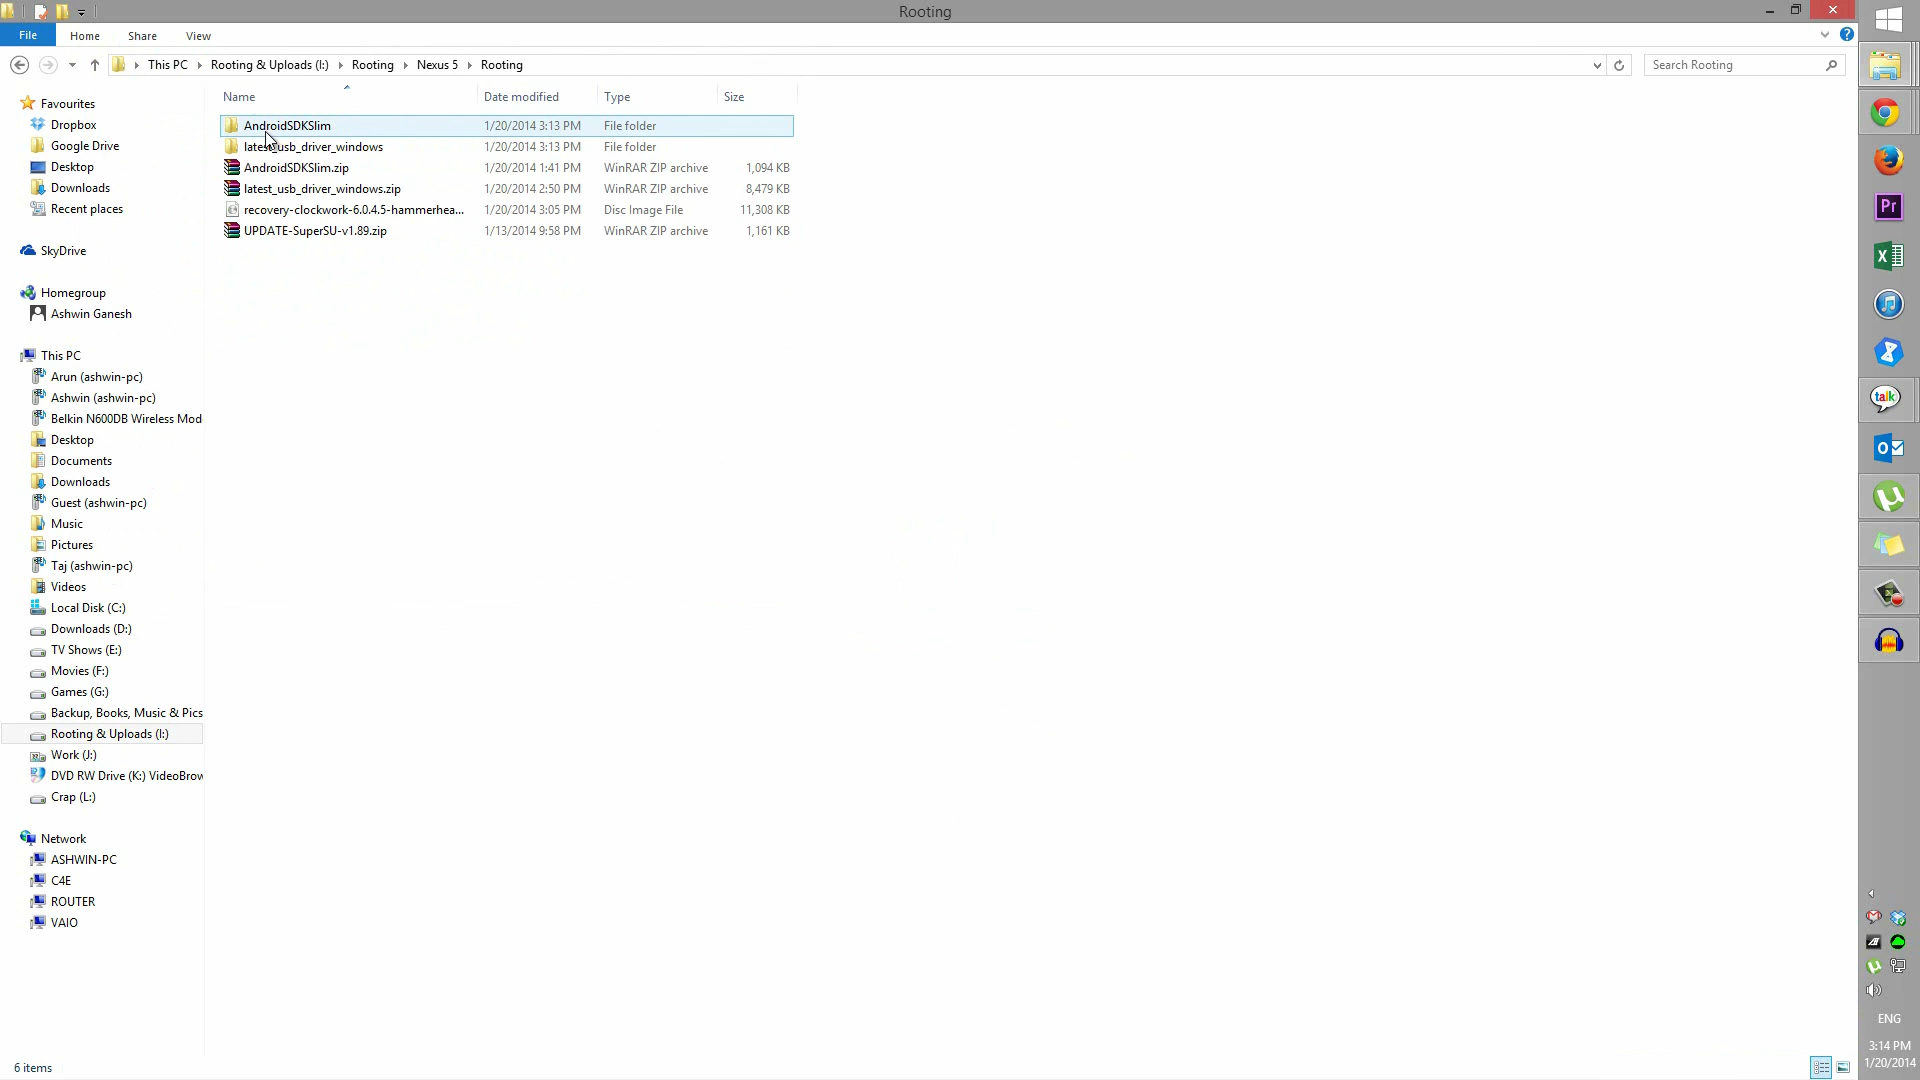 Rooting
File
Home
Share
View
This PC
Rooting & Uploads (I:)
Rooting
Nexus 5
Rooting
Search Rooting
Name
Date modified
Type
Size
AndroidSDKSlim 1/20/2014 3:13 PM File folder
latest_usb_driver_windows 1/20/2014 3:13 PM File folder
AndroidSDKSlim.zip 1/20/2014 1:41 PM WinRAR ZIP archive 1,094 KB
latest_usb_driver_windows.zip 1/20/2014 2:50 PM WinRAR ZIP archive 8,479 KB
recovery-clockwork-6.0.4.5-hammerhea... 1/20/2014 3:05 PM Disc Image File 11,308 KB
UPDATE-SuperSU-v1.89.zip 1/13/2014 9:58 PM WinRAR ZIP archive 1,161 KB
Favourites
Dropbox
Google Drive
Desktop
Downloads
Recent places
SkyDrive
Homegroup
Ashwin Ganesh
This PC
Arun (ashwin-pc)
Ashwin (ashwin-pc)
Belkin N600DB Wireless Mod
Desktop
Documents
Downloads
Guest (ashwin-pc)
Music
Pictures
Taj (ashwin-pc)
Videos
Local Disk (C:)
Downloads (D:)
TV Shows (E:)
Movies (F:)
Games (G:)
Backup, Books, Music & Pics
Rooting & Uploads (I:)
Work (J:)
DVD RW Drive (K:) VideoBrow
Crap (L:)
Network
ASHWIN-PC
C4E
ROUTER
VAIO
6 items
Pr
talk
ENG
3:14 PM
1/20/2014